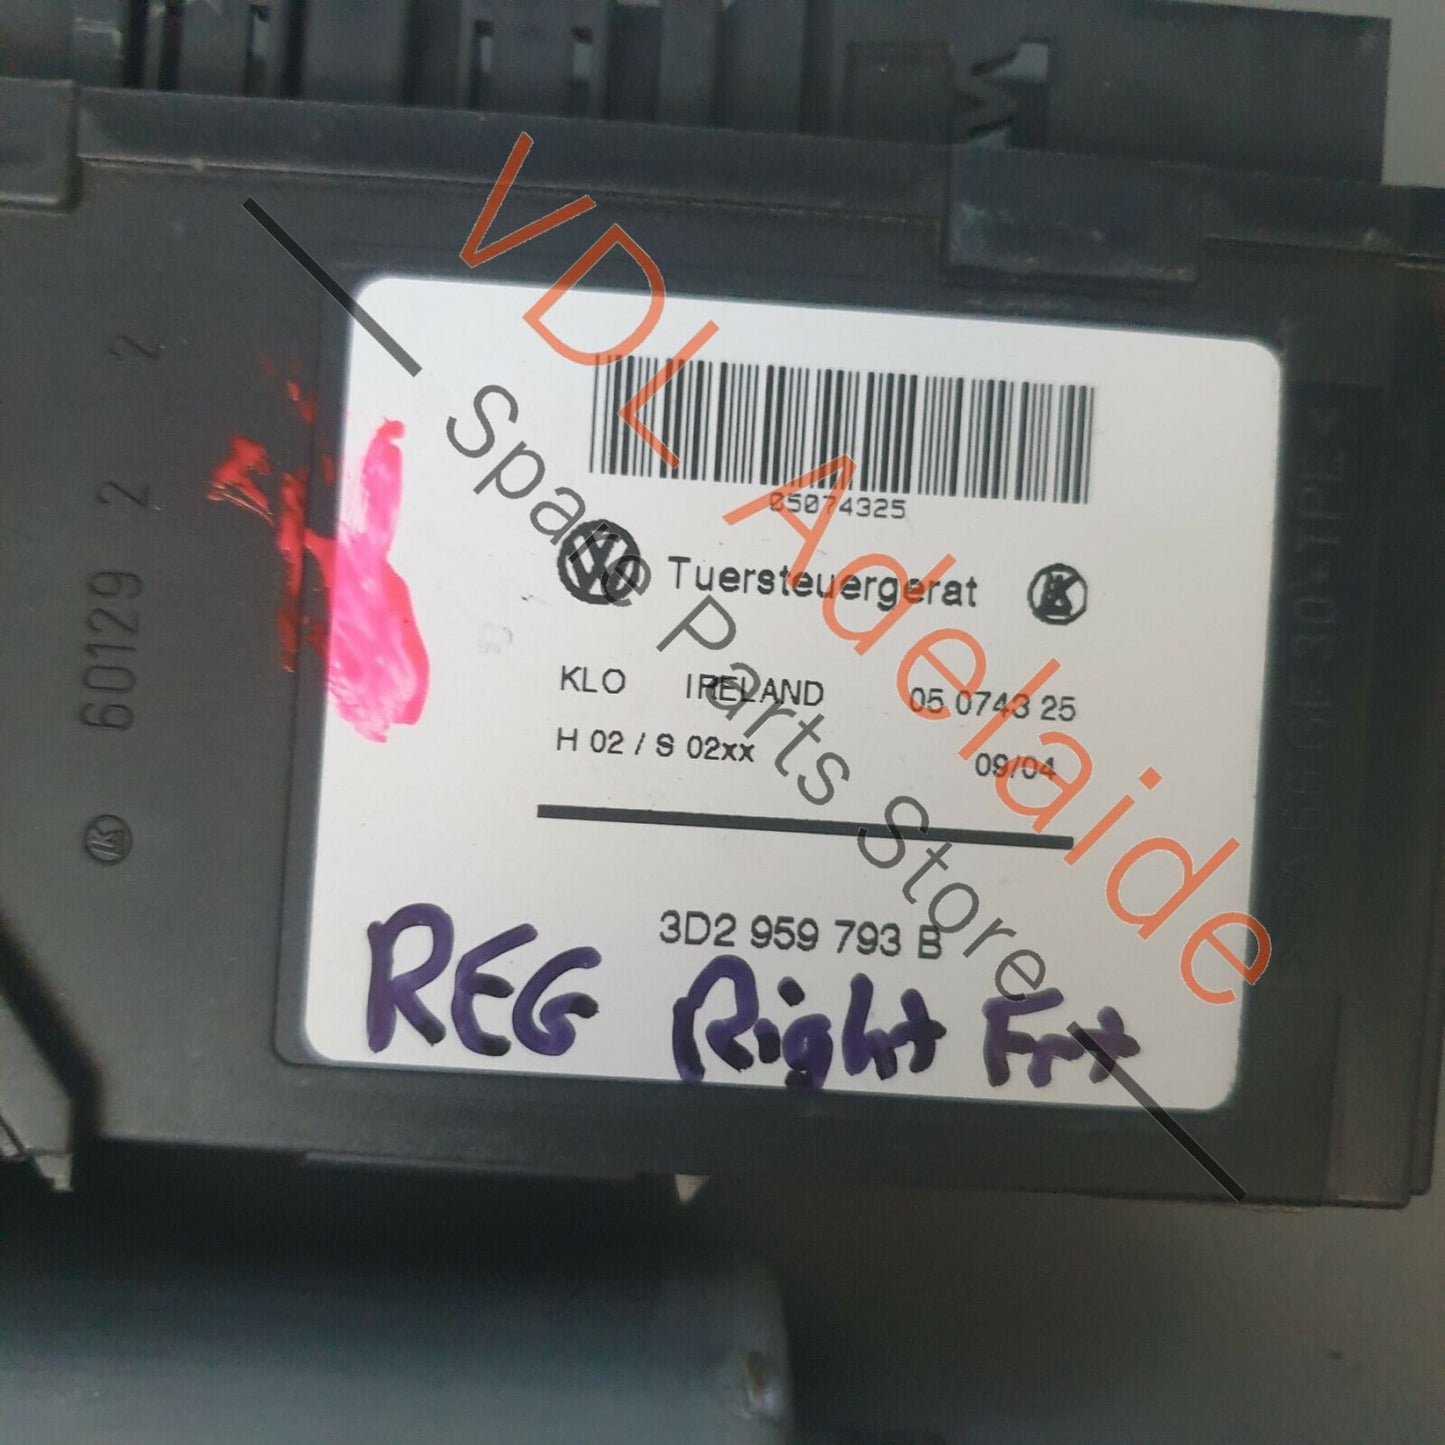 05074325
Tuersteuergerat
KLO IRELAND 05 0743 25
H 02 / S 02xx 09/04
3D2 959 793 B
REG Right Frt
60129 2 2
VDL Adelaide
Spare Parts Store